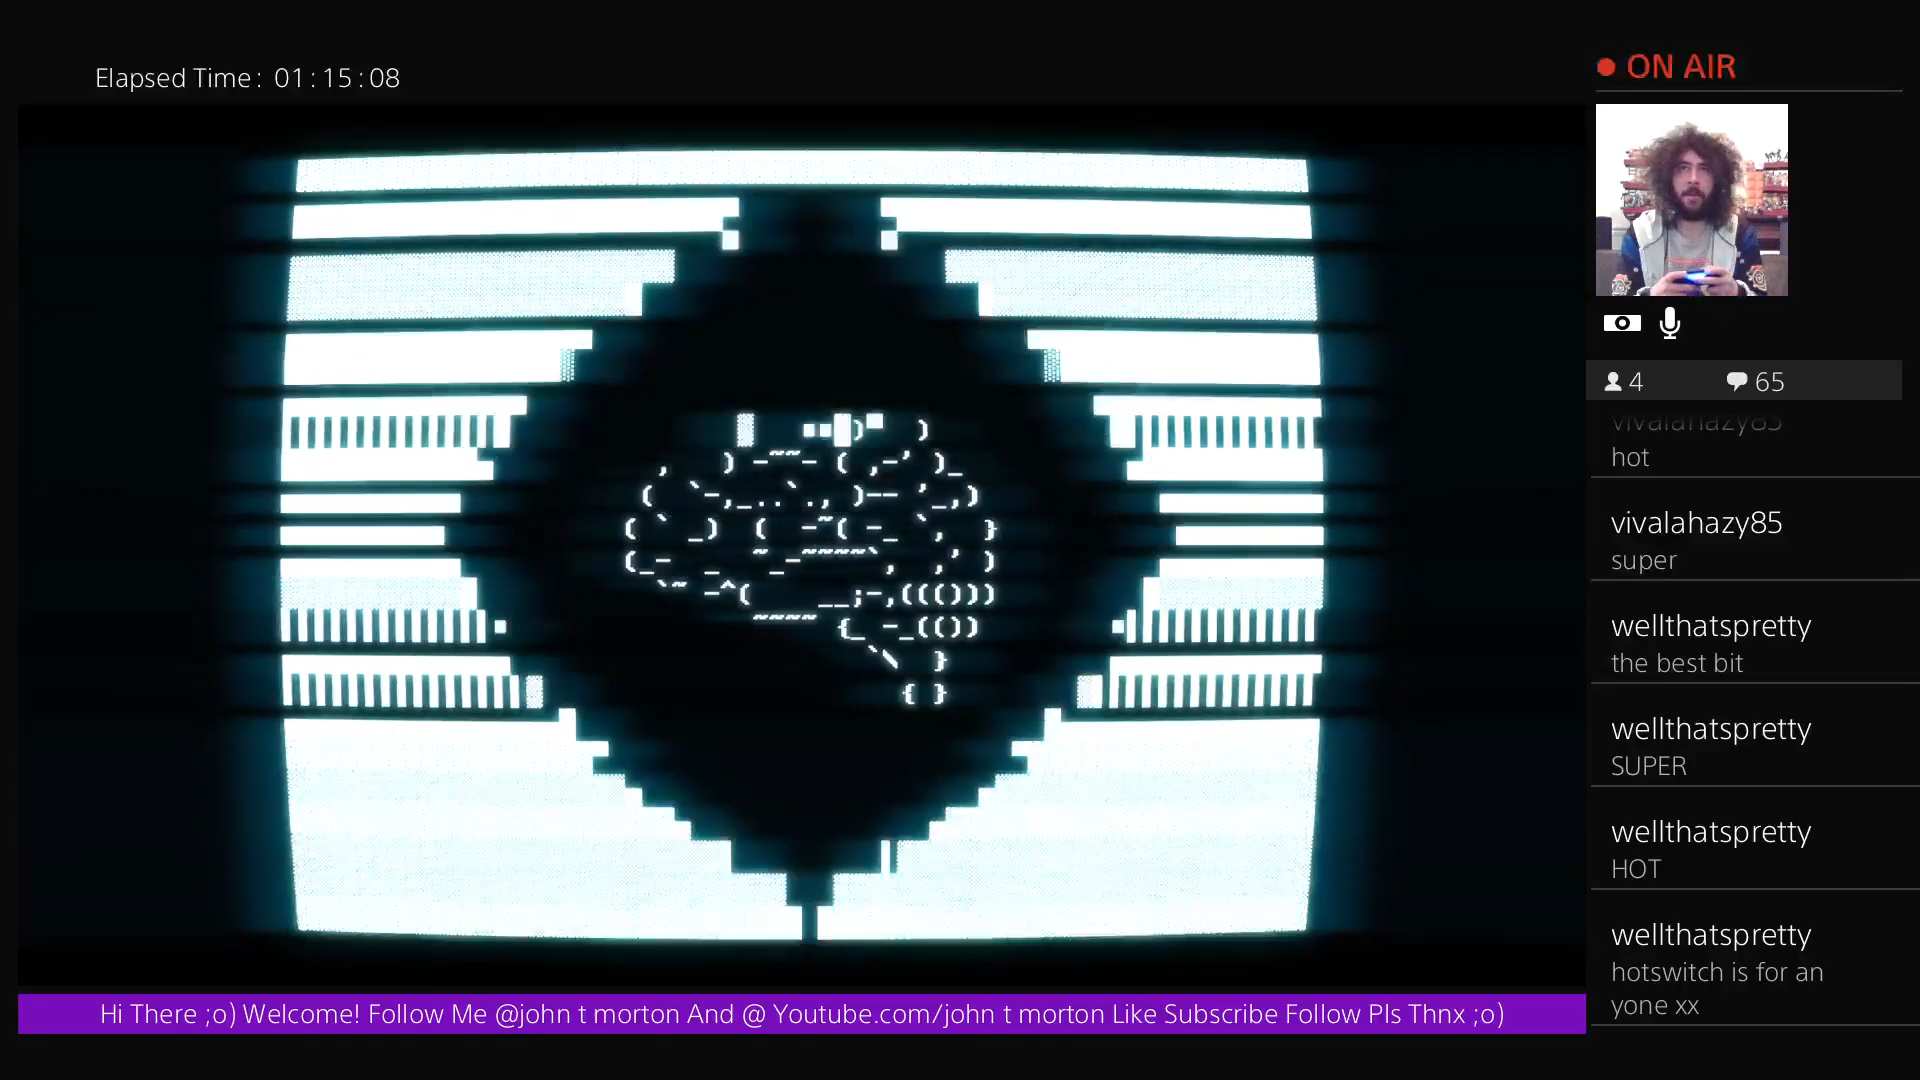 Elapsed Time: 01:15:08
ON AIR
4
65
vivalahazy85
hot
vivalahazy85
super
wellthatspretty
the best bit
wellthatspretty
SUPER
wellthatspretty
HOT
wellthatspretty
hotswitch is for an
yone xx
Hi There ;o) Welcome! Follow Me @john t morton And @ Youtube.com/john t morton Like Subscribe Follow Pls Thnx ;o)